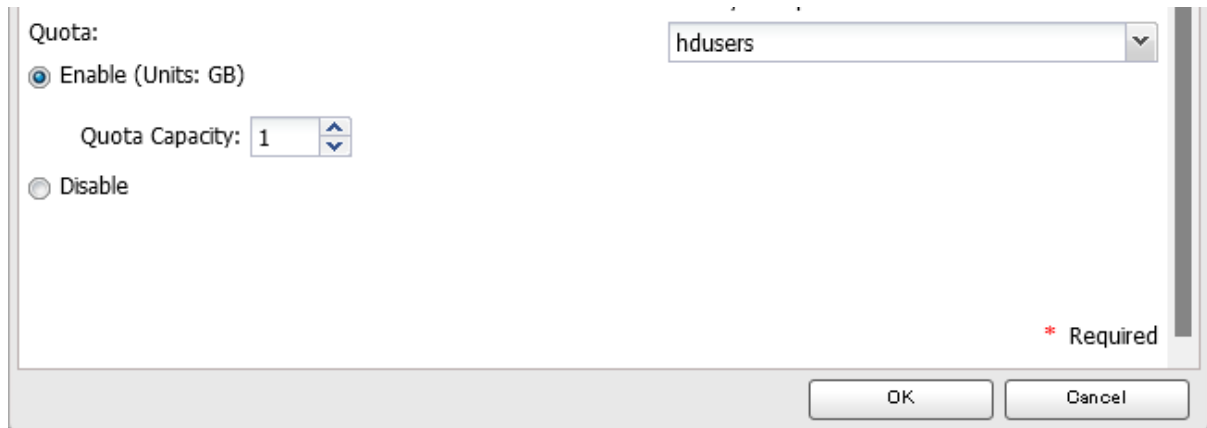 Quota:
hdusers
Enable (Units: GB)
Quota Capacity: 1
Disable
* Required
OK
Cancel